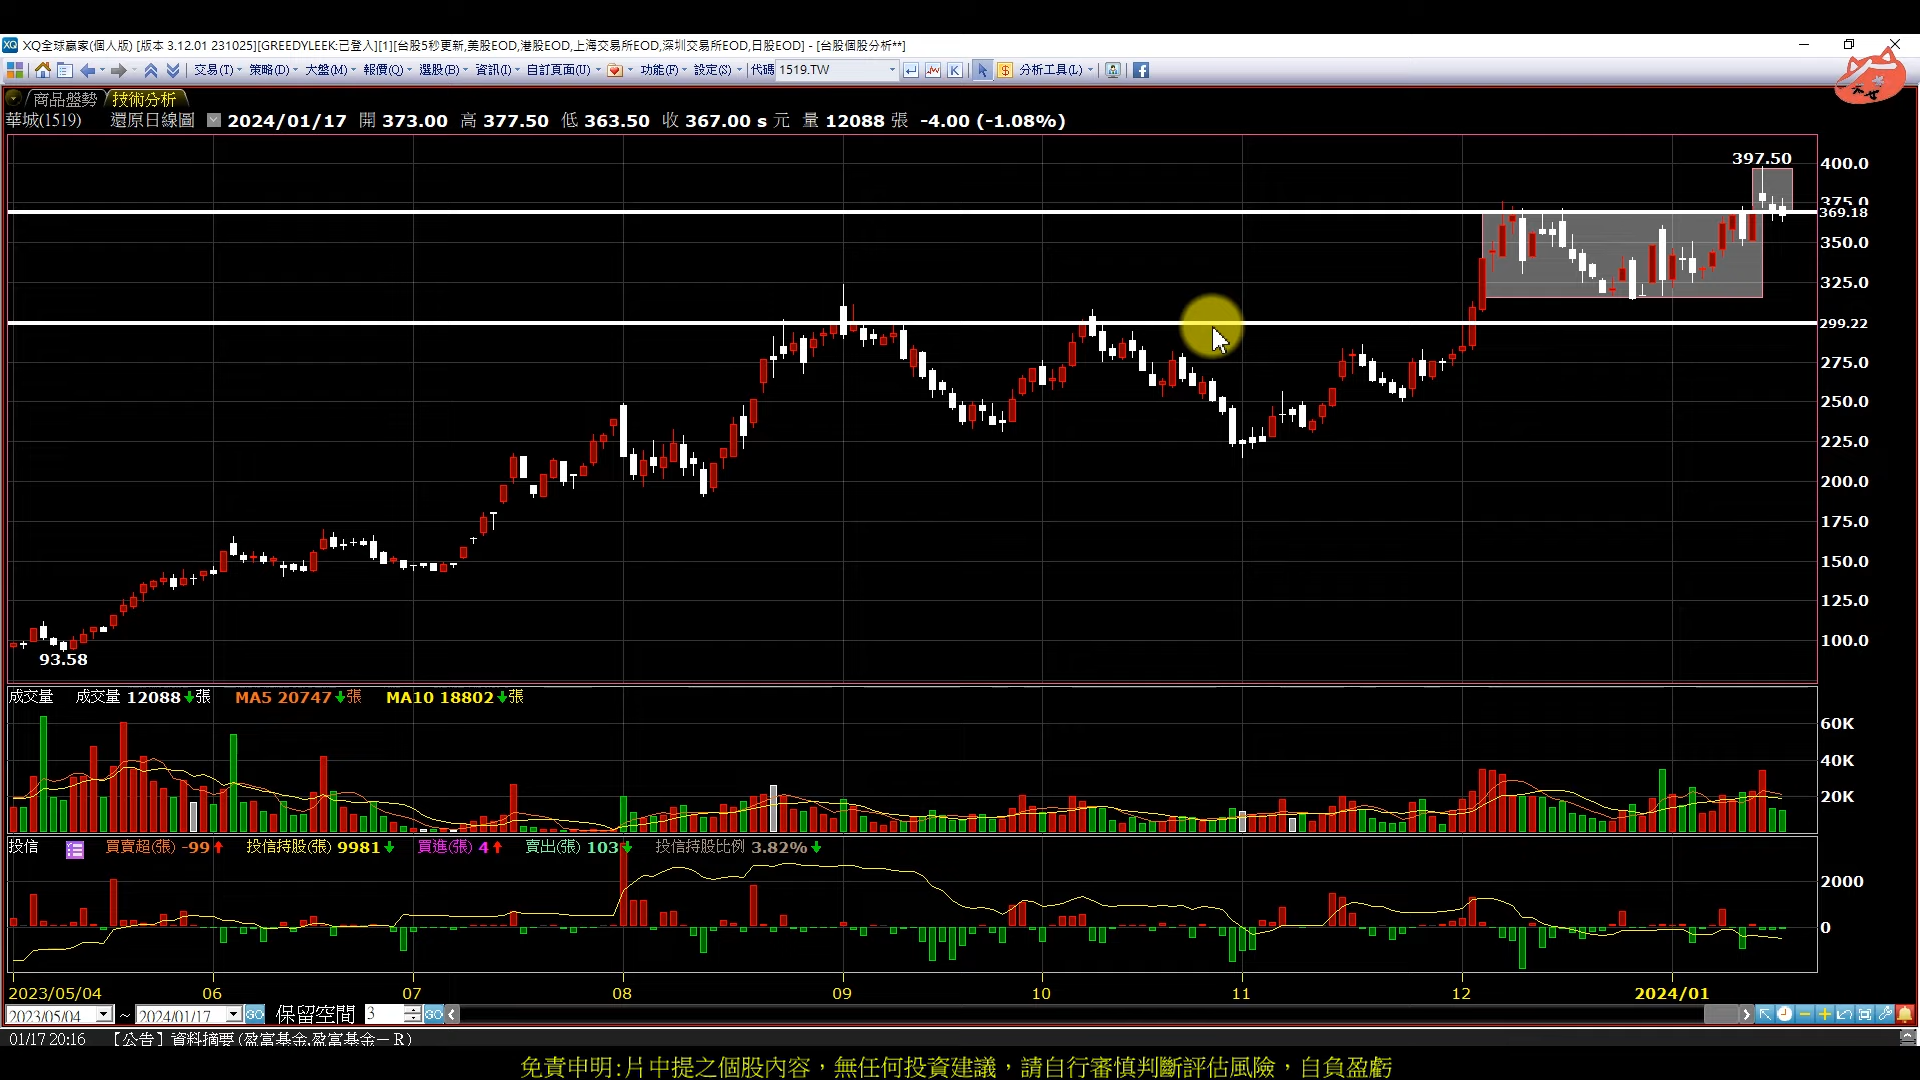 XQ全球贏家(個人版) [版本 3.12.01 231025][GREEDYLEEK:已登入][1][台股5秒更新,美股EOD,港股EOD,上海交易所EOD,深圳交易所EOD,日股EOD] - [台股個股分析**]
交易(T) 策略(D) 大盤(M) 報價(Q) 選股(B) 資訊(I) 自訂頁面(U) 功能(F) 設定(S) 代碼 1519.TW K $ 分析工具(L) f
商品盤勢 技術分析
華城(1519) 還原日線圖 2024/01/17 開 373.00 高 377.50 低 363.50 收 367.00 s 元 量 12088 張 -4.00 (-1.08%)
397.50
400.0
375.0
369.18
350.0
325.0
299.22
275.0
250.0
225.0
200.0
175.0
150.0
125.0
100.0
93.58
成交量 成交量 12088 張 MA5 20747 張 MA10 18802 張
60K
40K
20K
投信 買賣超(張) -99 投信持股(張) 9981 買進(張) 4 賣出(張) 103 投信持股比例 3.82%
2000
0
2023/05/04 06 07 08 09 10 11 12 2024/01
2023/05/04 ~ 2024/01/17 GO 保留空間 3 GO
01/17 20:16 【公告】資料摘要(盈富基金,盈富基金－R)
免責申明:片中提之個股內容，無任何投資建議，請自行審慎判斷評估風險，自負盈虧